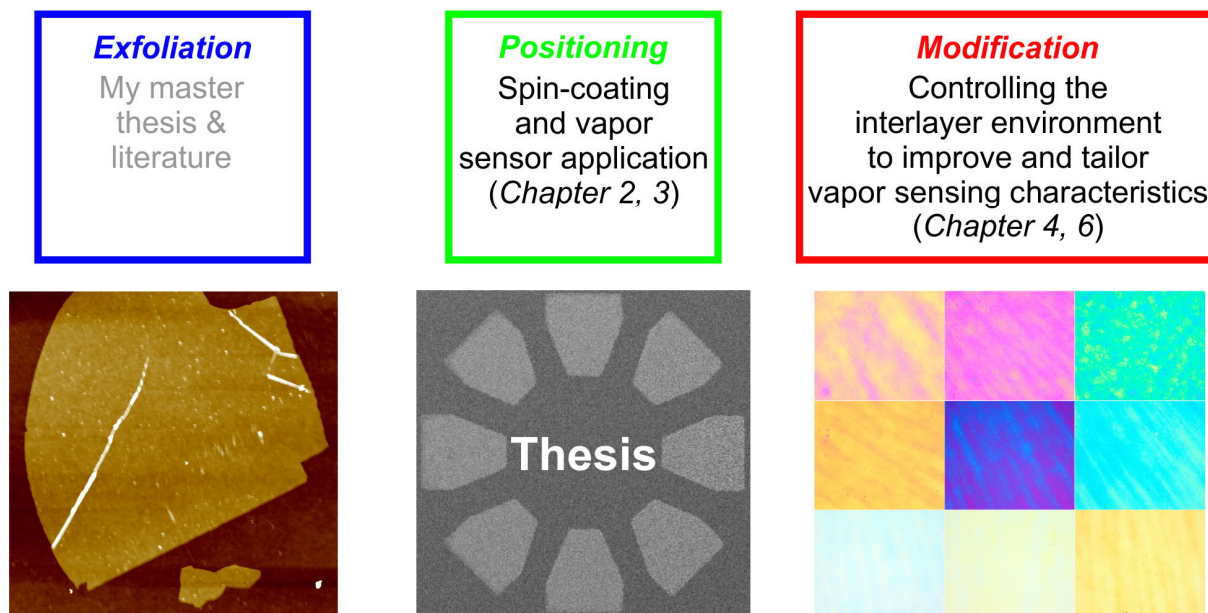 Exfoliation
My master
thesis &
literature
Positioning
Spin-coating
and vapor
sensor application
(Chapter 2, 3)
Modification
Controlling the
interlayer environment
to improve and tailor
vapor sensing characteristics
(Chapter 4, 6)
Thesis